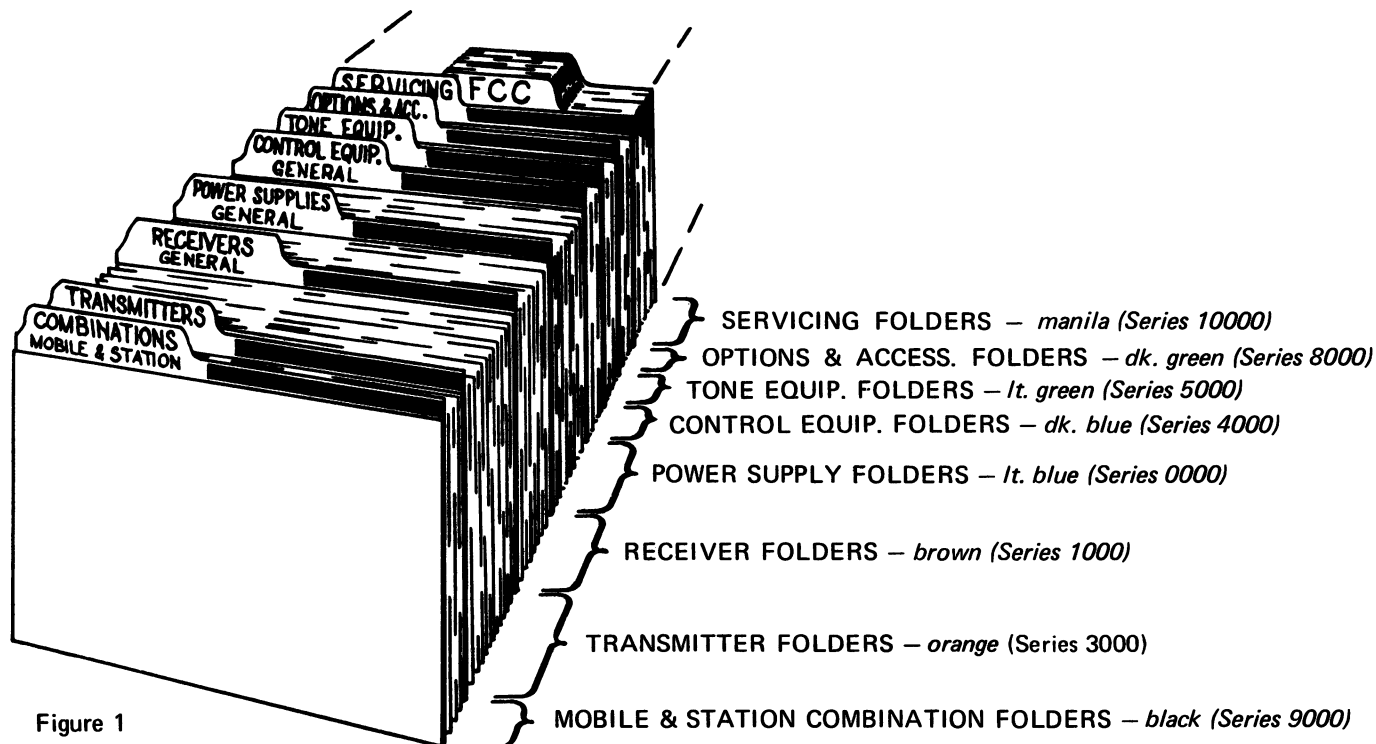 SERVICING
FCC
OPTIONS & ACC.
TONE EQUIP.
CONTROL EQUIP.
GENERAL
POWER SUPPLIES
GENERAL
RECEIVERS
GENERAL
TRANSMITTERS
COMBINATIONS
MOBILE & STATION
SERVICING FOLDERS — manila (Series 10000)
OPTIONS & ACCESS. FOLDERS — dk. green (Series 8000)
TONE EQUIP. FOLDERS — lt. green (Series 5000)
CONTROL EQUIP. FOLDERS — dk. blue (Series 4000)
POWER SUPPLY FOLDERS — lt. blue (Series 0000)
RECEIVER FOLDERS — brown (Series 1000)
TRANSMITTER FOLDERS — orange (Series 3000)
MOBILE & STATION COMBINATION FOLDERS — black (Series 9000)
Figure 1